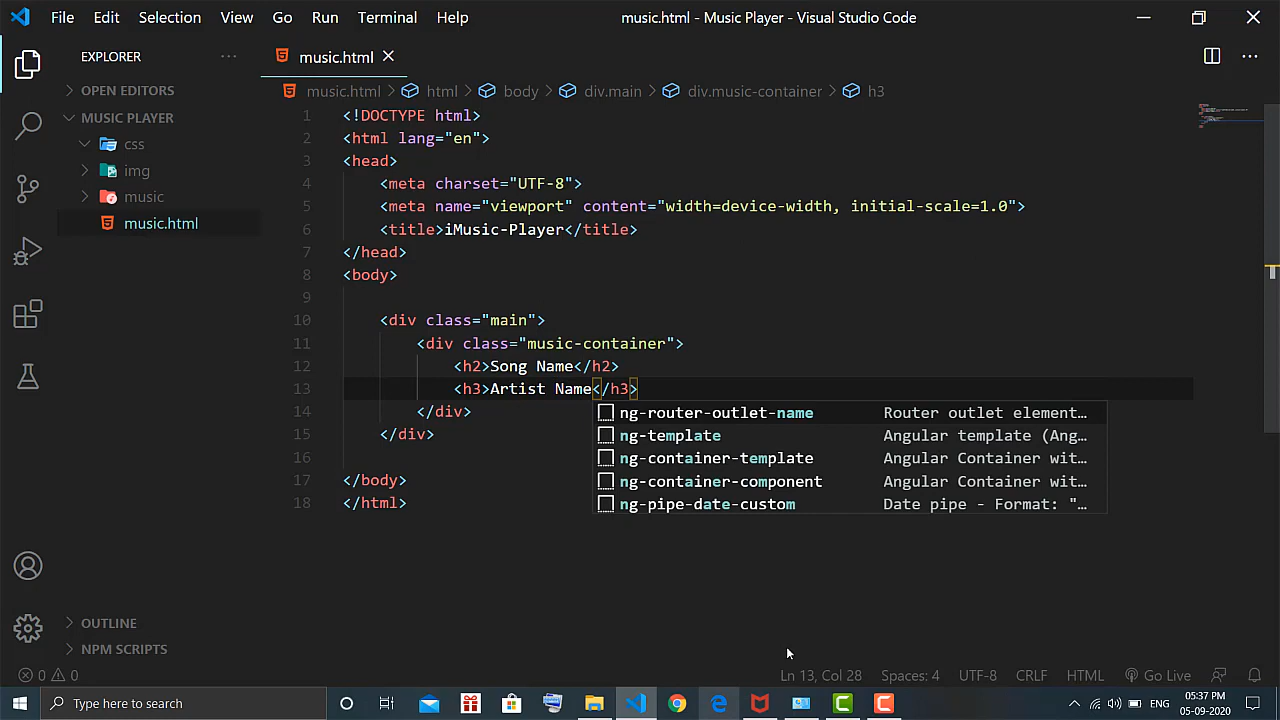 File Edit Selection View Go Run Terminal Help
music.html - Music Player - Visual Studio Code
EXPLORER
music.html
OPEN EDITORS
music.html html body div.main div.music-container h3
MUSIC PLAYER
css
img
music
music.html
1 <!DOCTYPE html>
2 <html lang="en">
3 <head>
4 <meta charset="UTF-8">
5 <meta name="viewport" content="width=device-width, initial-scale=1.0">
6 <title>iMusic-Player</title>
7 </head>
8 <body>
9
10 <div class="main">
11 <div class="music-container">
12 <h2>Song Name</h2>
13 <h3>Artist Name</h3>
14 </div>
15 </div>
16
17 </body>
18 </html>
ng-router-outlet-name Router outlet element…
ng-template Angular template (Ang…
ng-container-template Angular Container wit…
ng-container-component Angular Container wit…
ng-pipe-date-custom Date pipe - Format: "…
OUTLINE
NPM SCRIPTS
0 0
Ln 13, Col 28 Spaces: 4 UTF-8 CRLF HTML Go Live
Type here to search
ENG
05:37 PM
05-09-2020